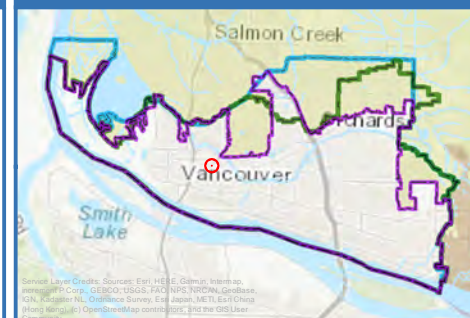 Salmon Creek
Orchards
Vancouver
Smith
Lake
Service Layer Credits: Sources: Esri, HERE, Garmin, Intermap,
increment P Corp., GEBCO, USGS, FAO, NPS, NRCAN, GeoBase,
IGN, Kadaster NL, Ordnance Survey, Esri Japan, METI, Esri China
(Hong Kong), (c) OpenStreetMap contributors, and the GIS User